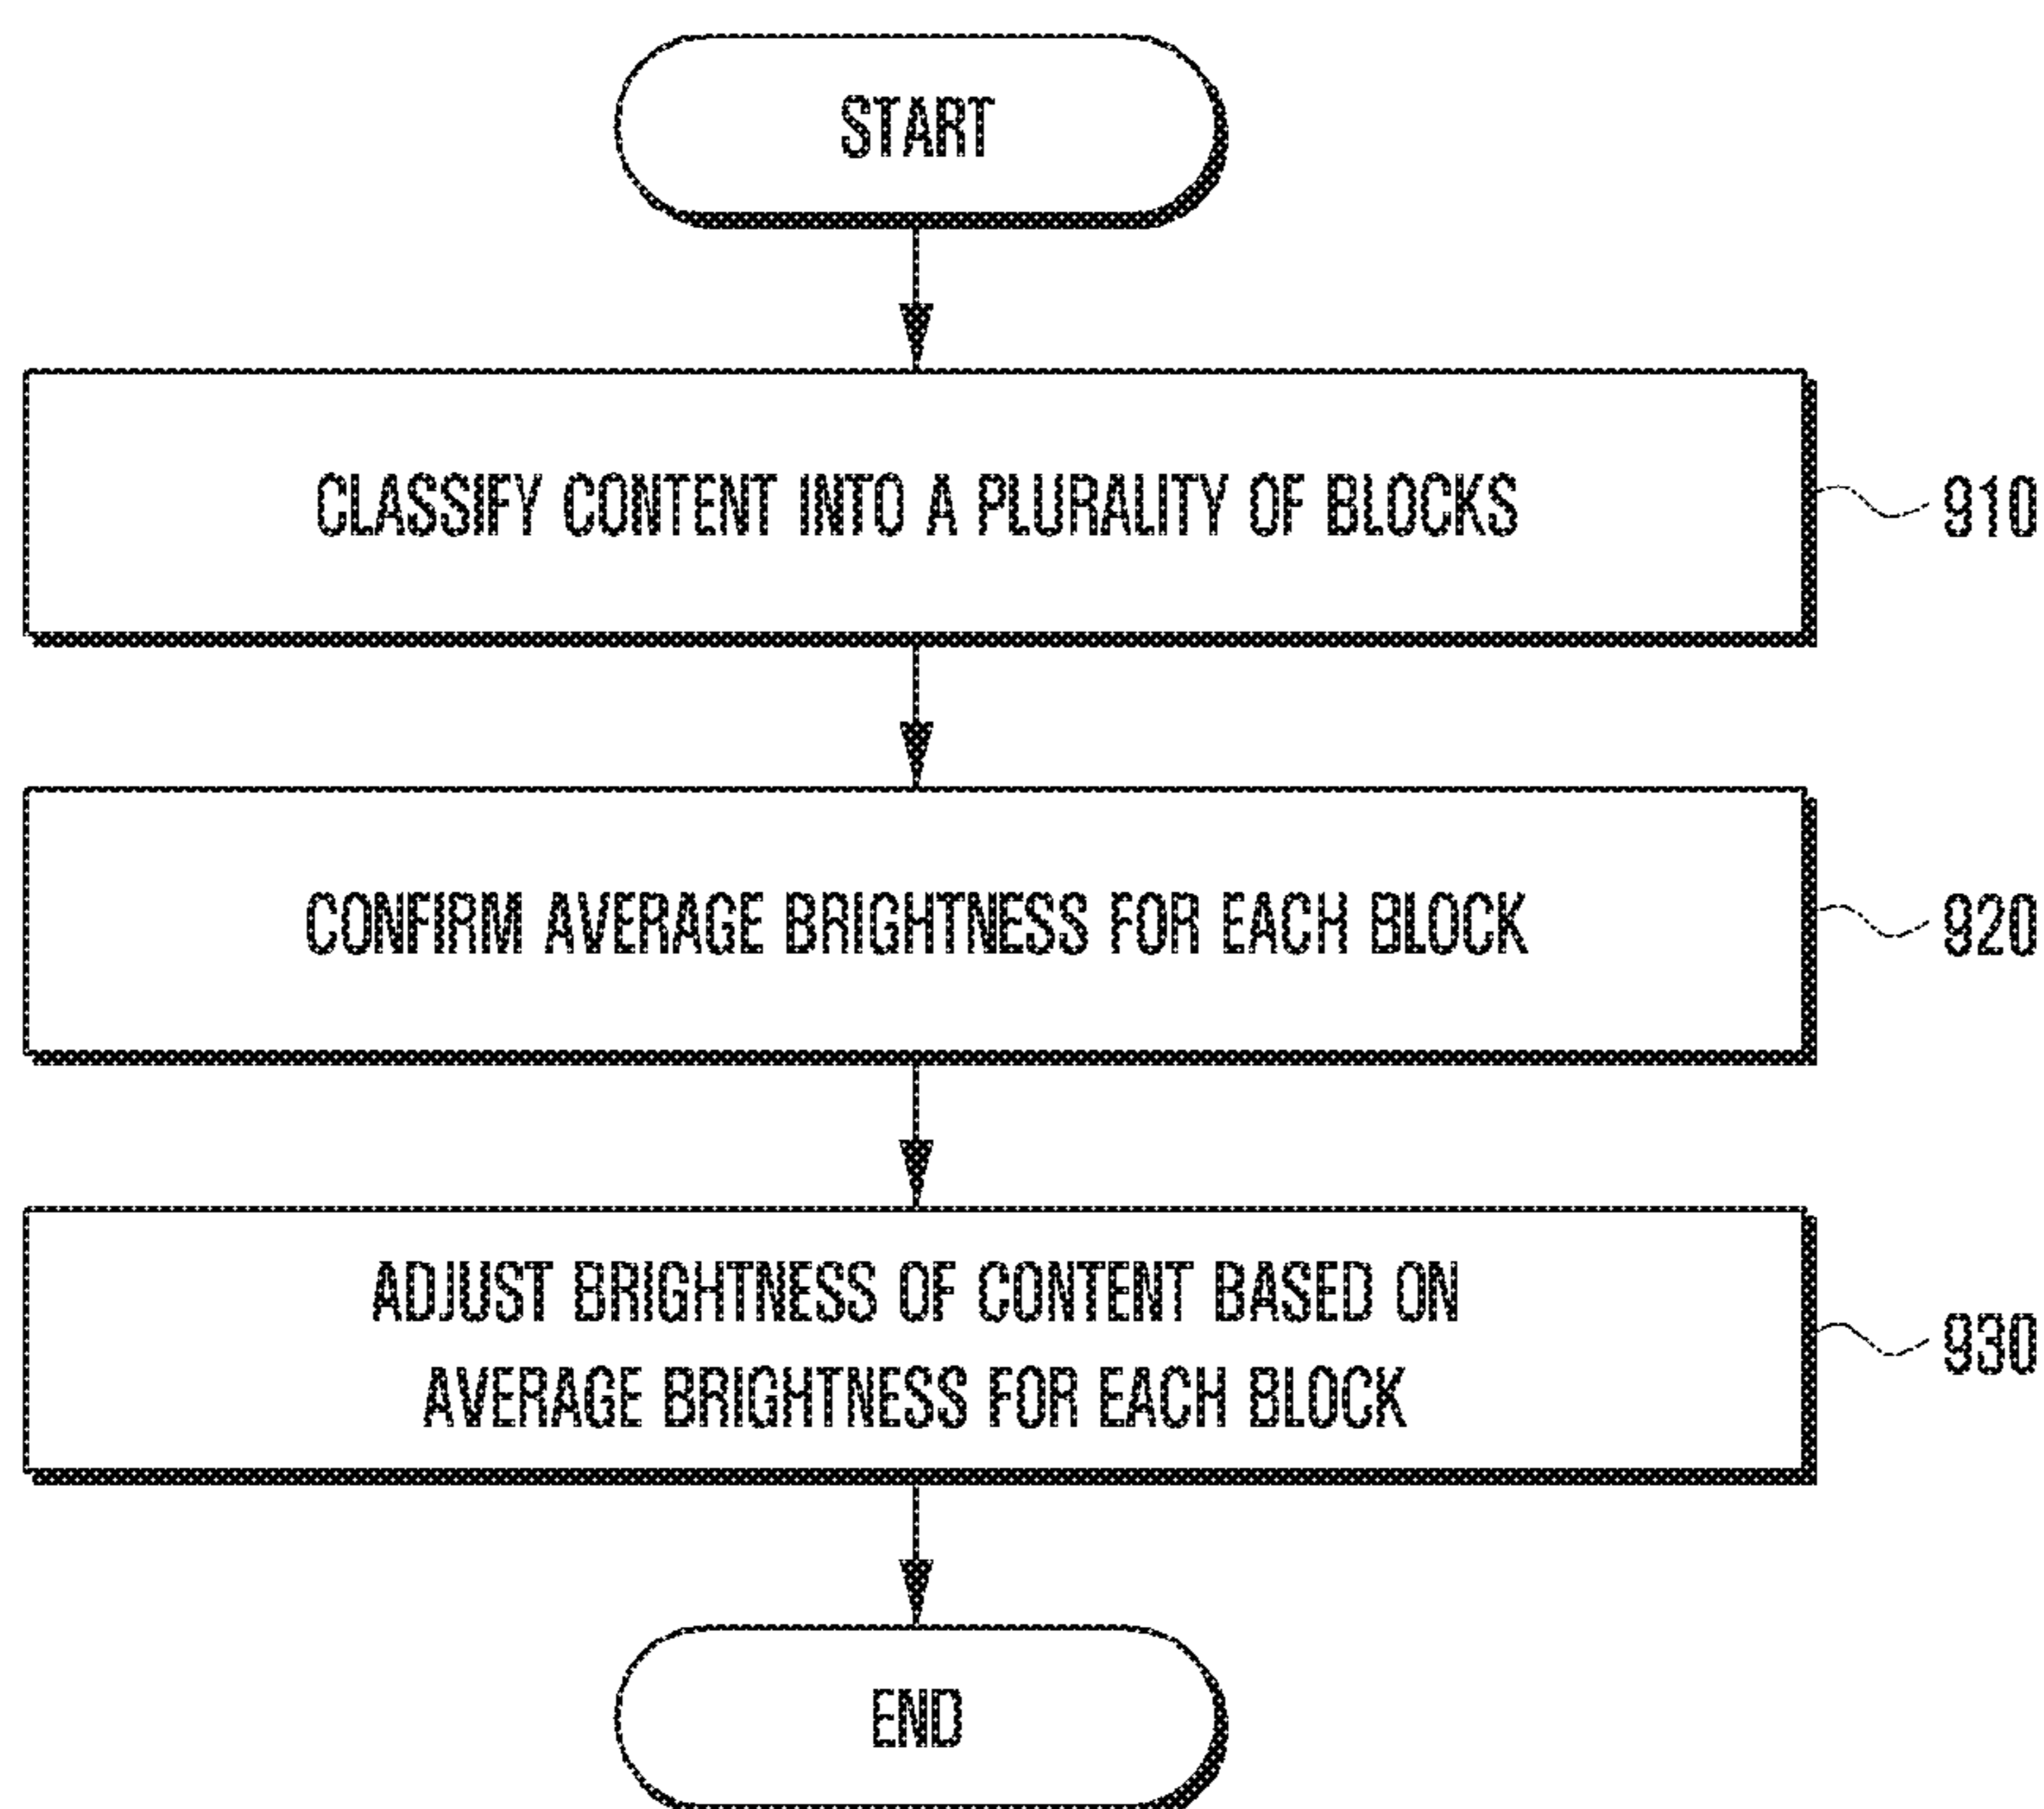 START
CLASSIFY CONTENT INTO A PLURALITY OF BLOCKS
910
CONFIRM AVERAGE BRIGHTNESS FOR EACH BLOCK
920
ADJUST BRIGHTNESS OF CONTENT BASED ON
AVERAGE BRIGHTNESS FOR EACH BLOCK
930
END